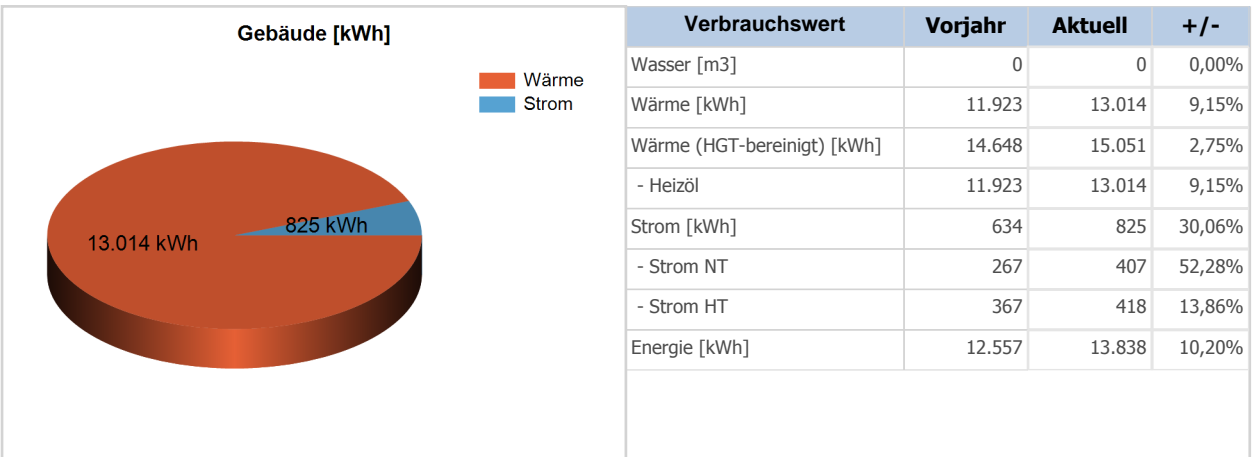 Gebäude [kWh]
Wärme
Strom
825 kWh
13.014 kWh
Verbrauchswert Vorjahr Aktuell +/-
Wasser [m3] 0 0 0,00%
Wärme [kWh] 11.923 13.014 9,15%
Wärme (HGT-bereinigt) [kWh] 14.648 15.051 2,75%
- Heizöl 11.923 13.014 9,15%
Strom [kWh] 634 825 30,06%
- Strom NT 267 407 52,28%
- Strom HT 367 418 13,86%
Energie [kWh] 12.557 13.838 10,20%